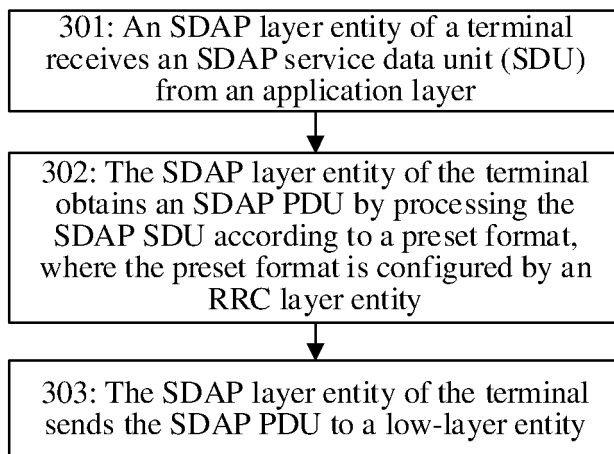 301: An SDAP layer entity of a terminal
receives an SDAP service data unit (SDU)
from an application layer
302: The SDAP layer entity of the terminal
obtains an SDAP PDU by processing the
SDAP SDU according to a preset format,
where the preset format is configured by an
RRC layer entity
303: The SDAP layer entity of the terminal
sends the SDAP PDU to a low-layer entity